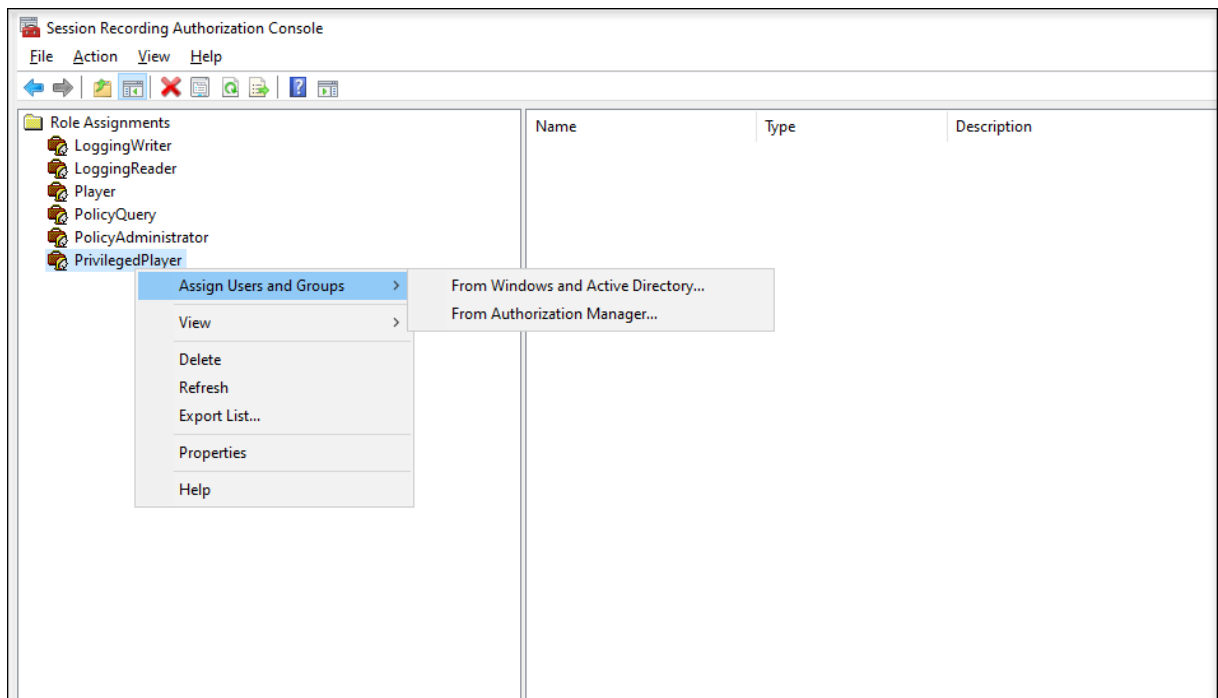 Session Recording Authorization Console
File Action View Help
Role Assignments
LoggingWriter
LoggingReader
Player
PolicyQuery
PolicyAdministrator
PrivilegedPlayer
Name Type Description
Assign Users and Groups
View
Delete
Refresh
Export List...
Properties
Help
From Windows and Active Directory...
From Authorization Manager...